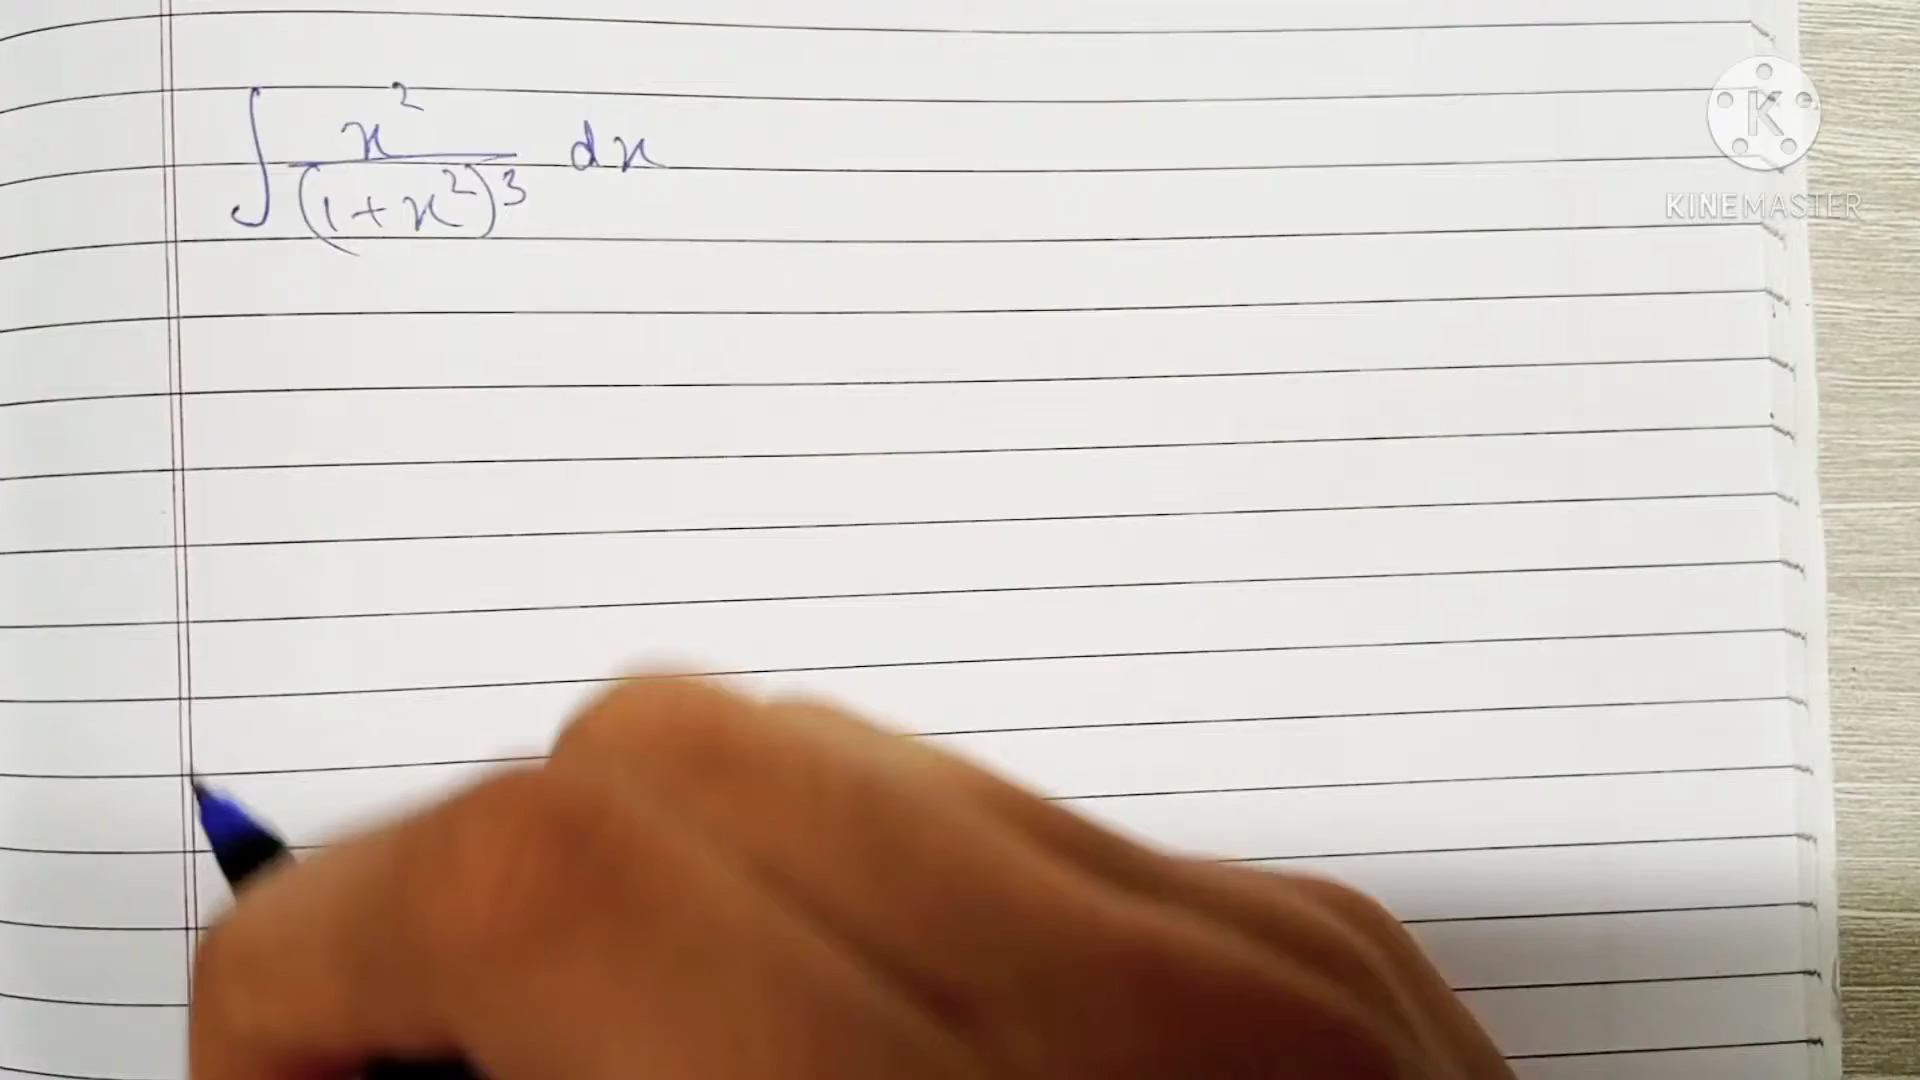 ∫ x² / (1+x²)³ dx
K
KINEMASTER